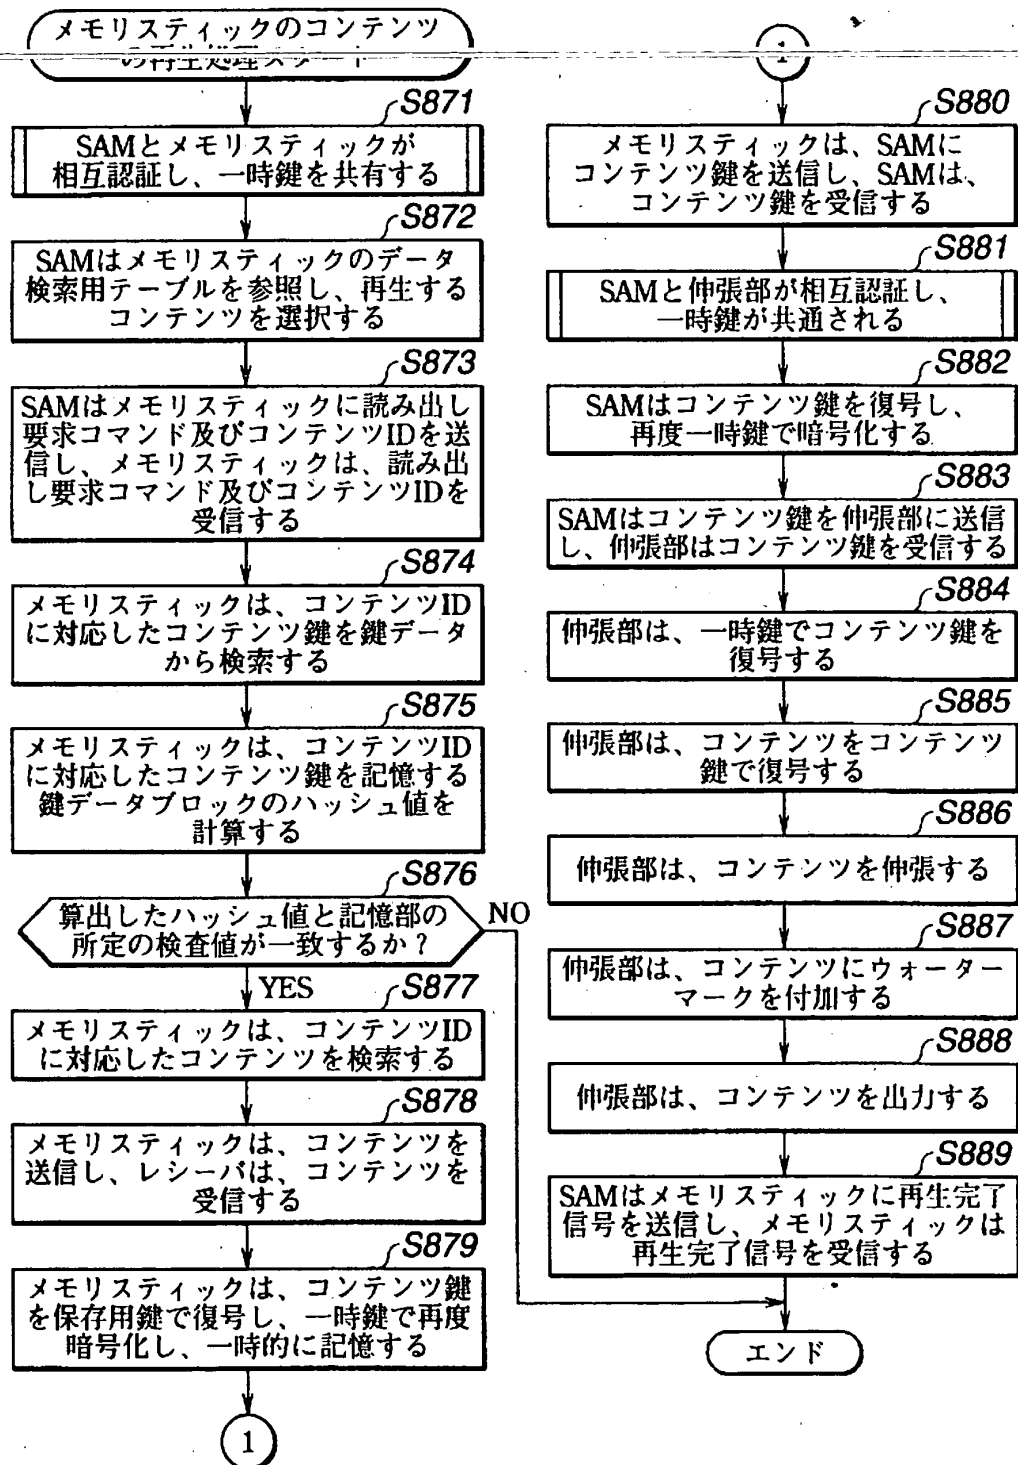 メモリスティックのコンテンツ
の再生処理スタート
S871
SAMとメモリスティックが
相互認証し、一時鍵を共有する
S872
SAMはメモリスティックのデータ
検索用テーブルを参照し、再生する
コンテンツを選択する
S873
SAMはメモリスティックに読み出し
要求コマンド及びコンテンツIDを送
信し、メモリスティックは、読み出
し要求コマンド及びコンテンツIDを
受信する
S874
メモリスティックは、コンテンツID
に対応したコンテンツ鍵を鍵データ
から検索する
S875
メモリスティックは、コンテンツID
に対応したコンテンツ鍵を記憶する
鍵データブロックのハッシュ値を
計算する
S876
算出したハッシュ値と記憶部の
所定の検査値が一致するか?
NO
YES
S877
メモリスティックは、コンテンツID
に対応したコンテンツを検索する
S878
メモリスティックは、コンテンツを
送信し、レシーバは、コンテンツを
受信する
S879
メモリスティックは、コンテンツ鍵
を保存用鍵で復号し、一時鍵で再度
暗号化し、一時的に記憶する
1
1
S880
メモリスティックは、SAMに
コンテンツ鍵を送信し、SAMは、
コンテンツ鍵を受信する
S881
SAMと伸張部が相互認証し、
一時鍵が共通される
S882
SAMはコンテンツ鍵を復号し、
再度一時鍵で暗号化する
S883
SAMはコンテンツ鍵を伸張部に送信
し、伸張部はコンテンツ鍵を受信する
S884
伸張部は、一時鍵でコンテンツ鍵を
復号する
S885
伸張部は、コンテンツをコンテンツ
鍵で復号する
S886
伸張部は、コンテンツを伸張する
S887
伸張部は、コンテンツにウォーター
マークを付加する
S888
伸張部は、コンテンツを出力する
S889
SAMはメモリスティックに再生完了
信号を送信し、メモリスティックは
再生完了信号を受信する
エンド